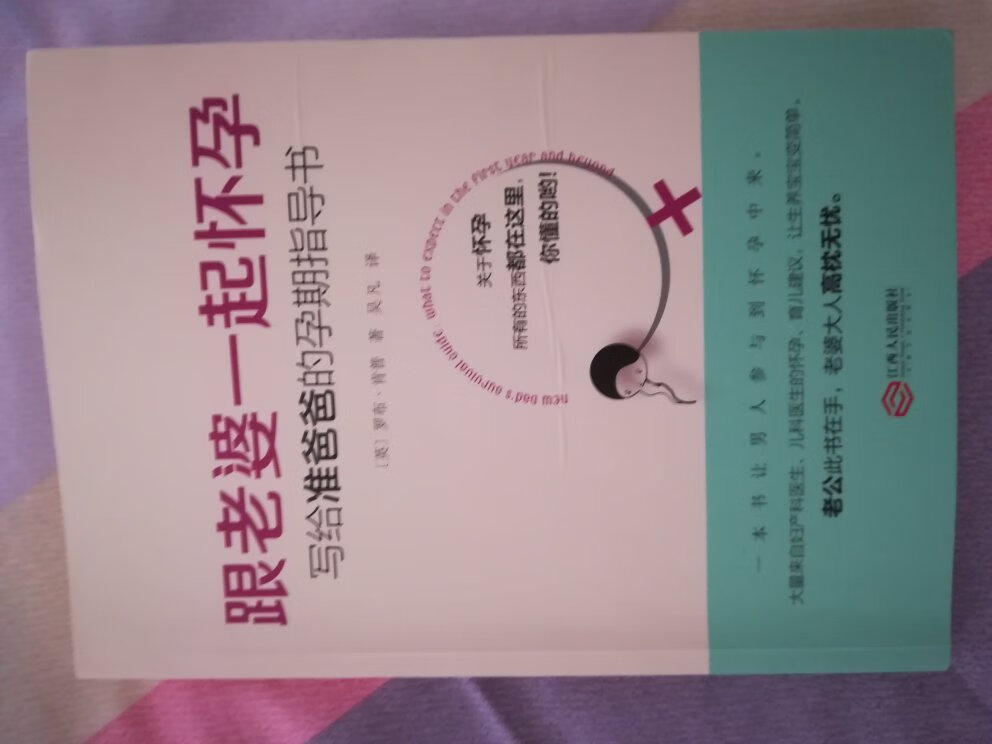 跟老婆一起怀孕
写给准爸爸的孕期指导书
[英] 罗布·肯普 著 吴凡 译
new dad's survival guide: what to expect in the first year and beyond
关于怀孕
所有的东西都在这里，
你懂的哟！
一本书让男人参与到怀孕中来。
大量来自妇产科医生、儿科医生的怀孕、育儿建议，让生养宝宝变简单。
老公此书在手，老婆大人高枕无忧。
江西人民出版社